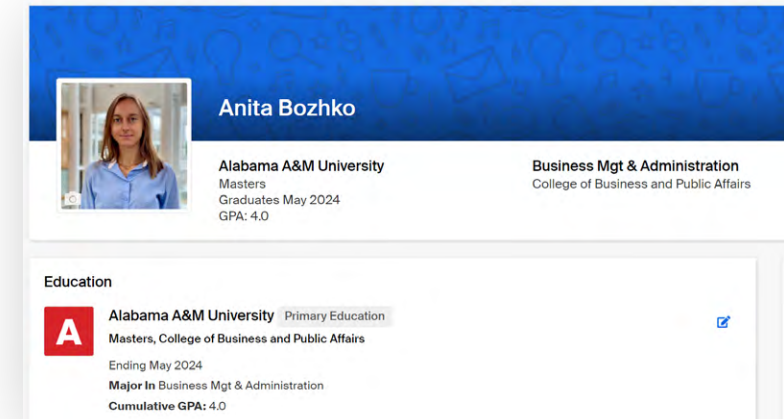 Anita Bozhko
Alabama A&M University
Masters
Graduates May 2024
GPA: 4.0
Business Mgt & Administration
College of Business and Public Affairs
Education
A
Alabama A&M University Primary Education
Masters, College of Business and Public Affairs
Ending May 2024
Major In Business Mgt & Administration
Cumulative GPA: 4.0